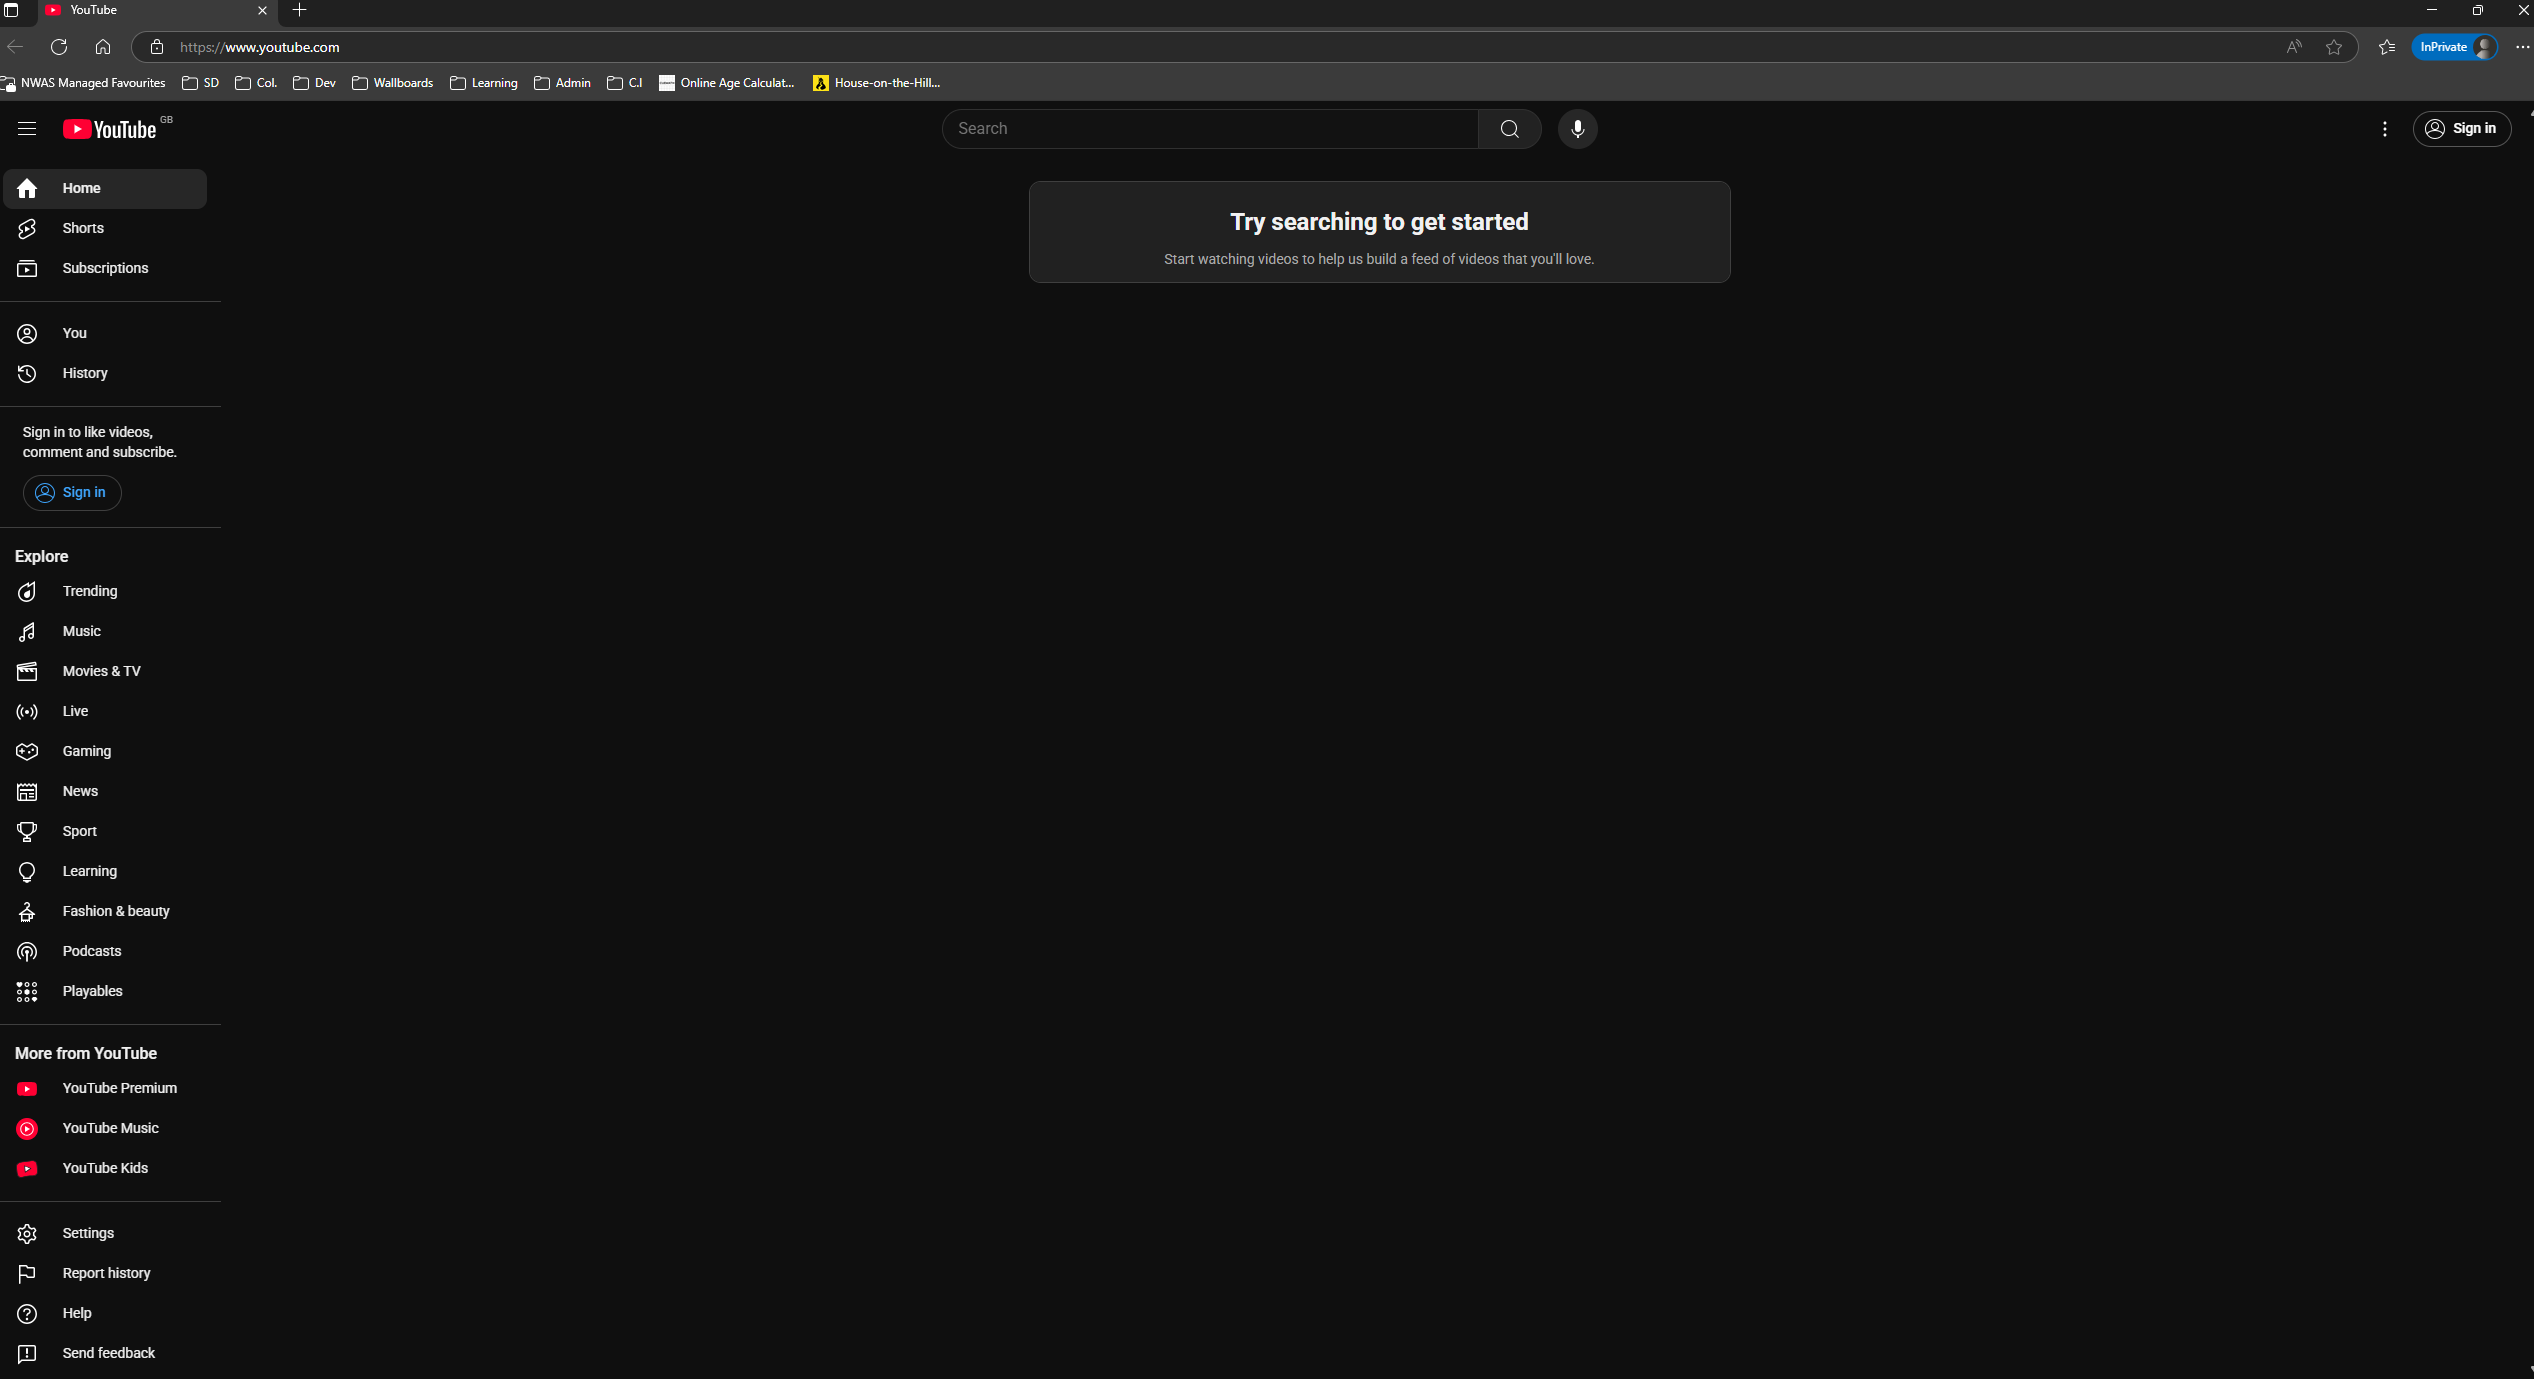 YouTube
https://www.youtube.com
InPrivate
NWAS Managed Favourites SD Col. Dev Wallboards Learning Admin C.I Online Age Calculat... House-on-the-Hill...
YouTube GB
Search
Sign in
Home
Shorts
Subscriptions
You
History
Sign in to like videos,
comment and subscribe.
Sign in
Explore
Trending
Music
Movies & TV
Live
Gaming
News
Sport
Learning
Fashion & beauty
Podcasts
Playables
More from YouTube
YouTube Premium
YouTube Music
YouTube Kids
Settings
Report history
Help
Send feedback
Try searching to get started
Start watching videos to help us build a feed of videos that you'll love.